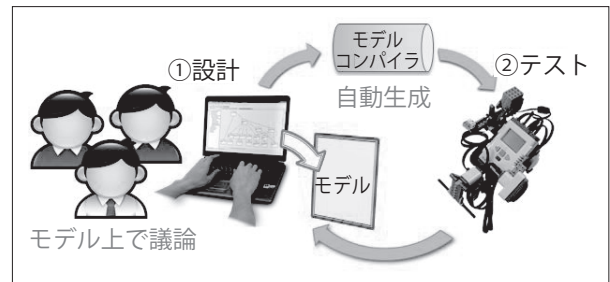 ①設計
モデル
コンパイラ
自動生成
②テスト
モデル
モデル上で議論